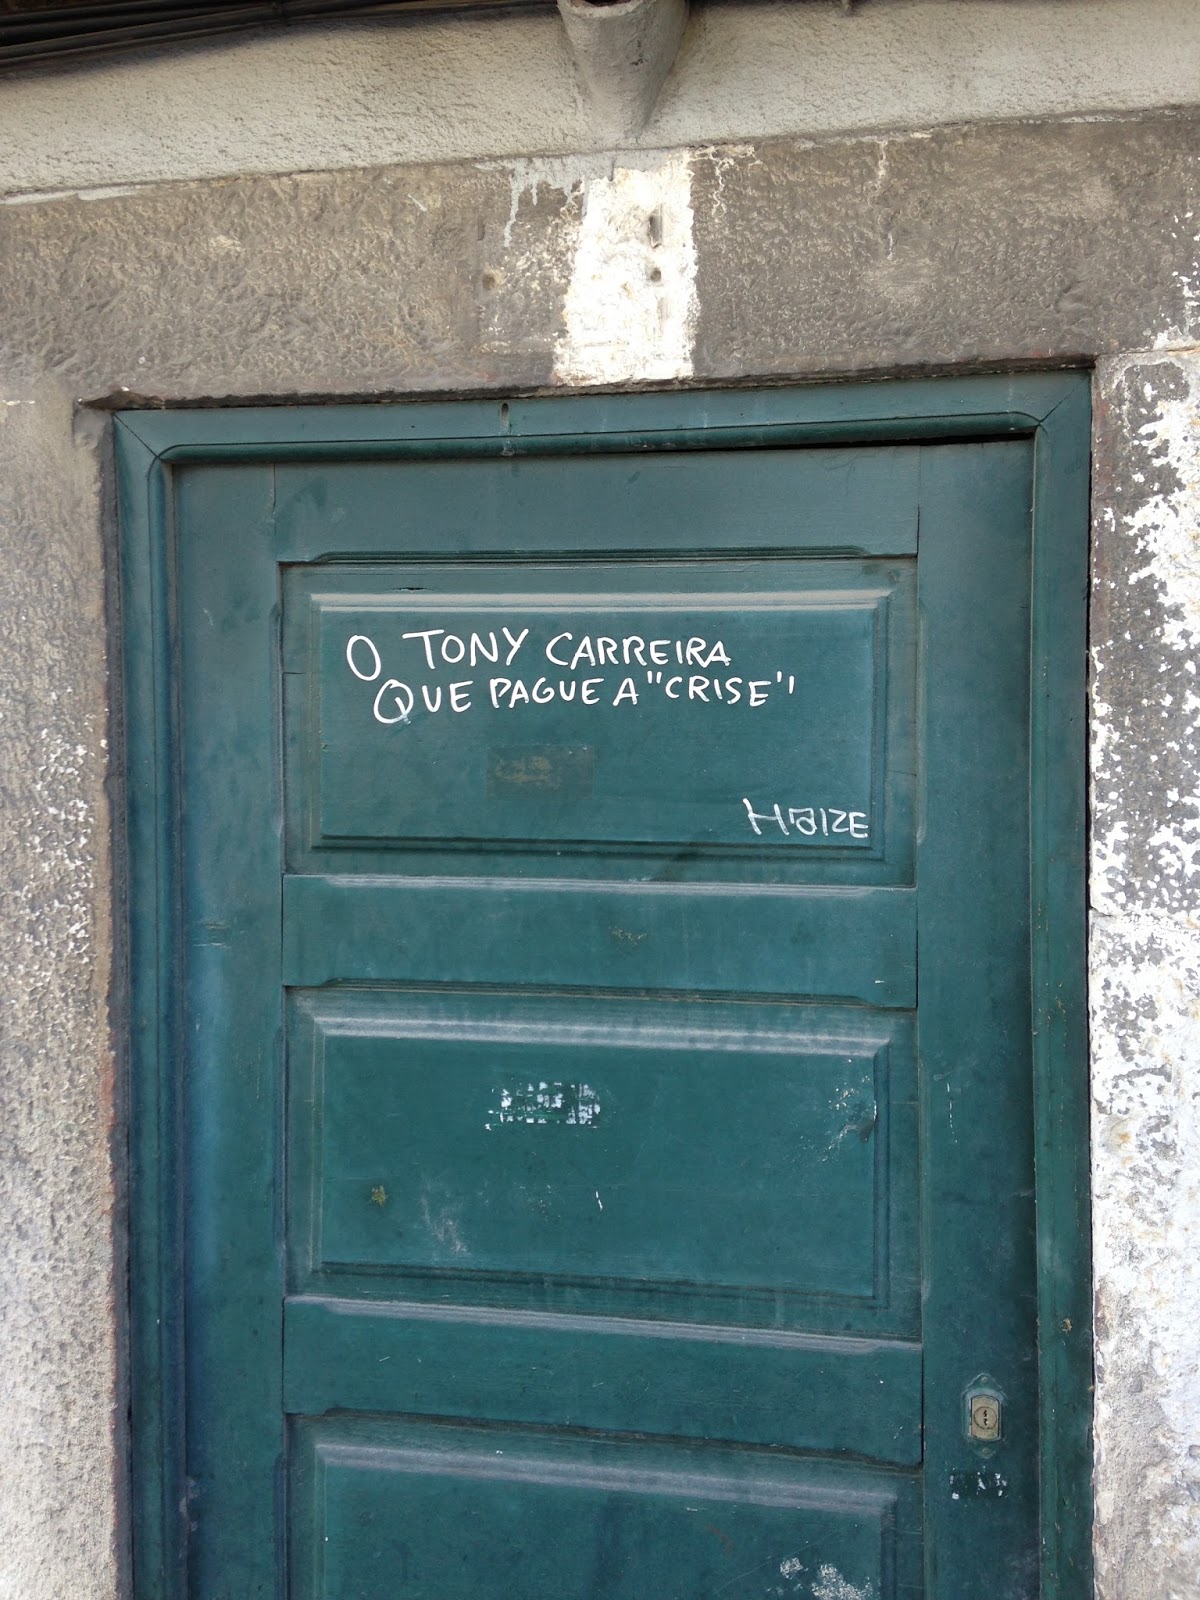 O TONY CARREIRA
QUE PAGUE A "CRISE"
HaIZE